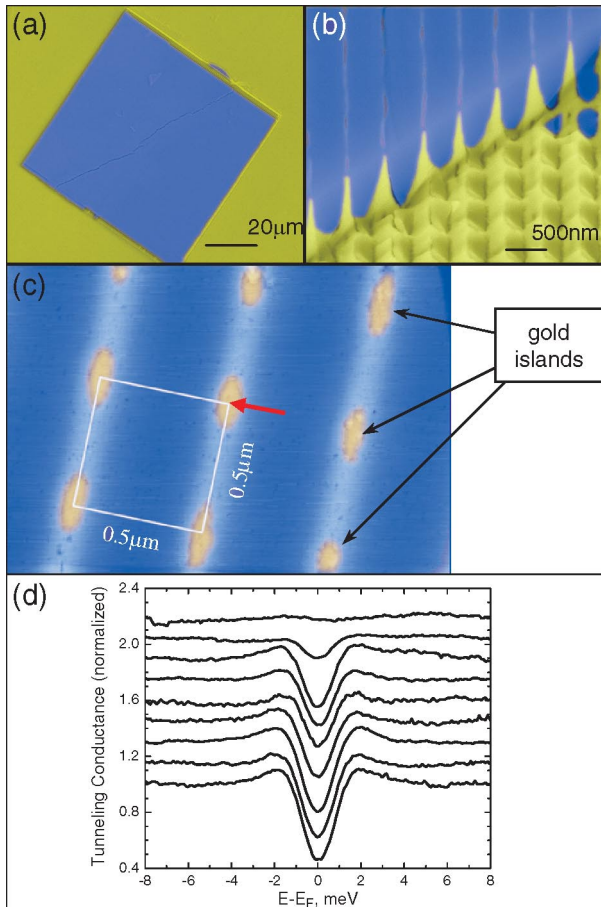 (a)
20μm
(b)
500nm
(c)
gold
islands
0.5μm
0.5μm
(d)
Tunneling Conductance (normalized)
2.4
2.0
1.6
1.2
0.8
0.4
-8 -6 -4 -2 0 2 4 6 8
E-E_F, meV